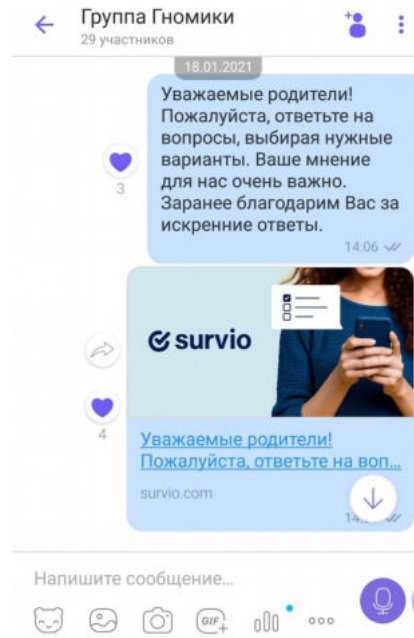 Группа Гномики
29 участников
18.01.2021
Уважаемые родители!
Пожалуйста, ответьте на
вопросы, выбирая нужные
варианты. Ваше мнение
для нас очень важно.
Заранее благодарим Вас за
искренние ответы.
3
14:06
survio
4
Уважаемые родители!
Пожалуйста, ответьте на воп...
survio.com
Напишите сообщение...
GIF